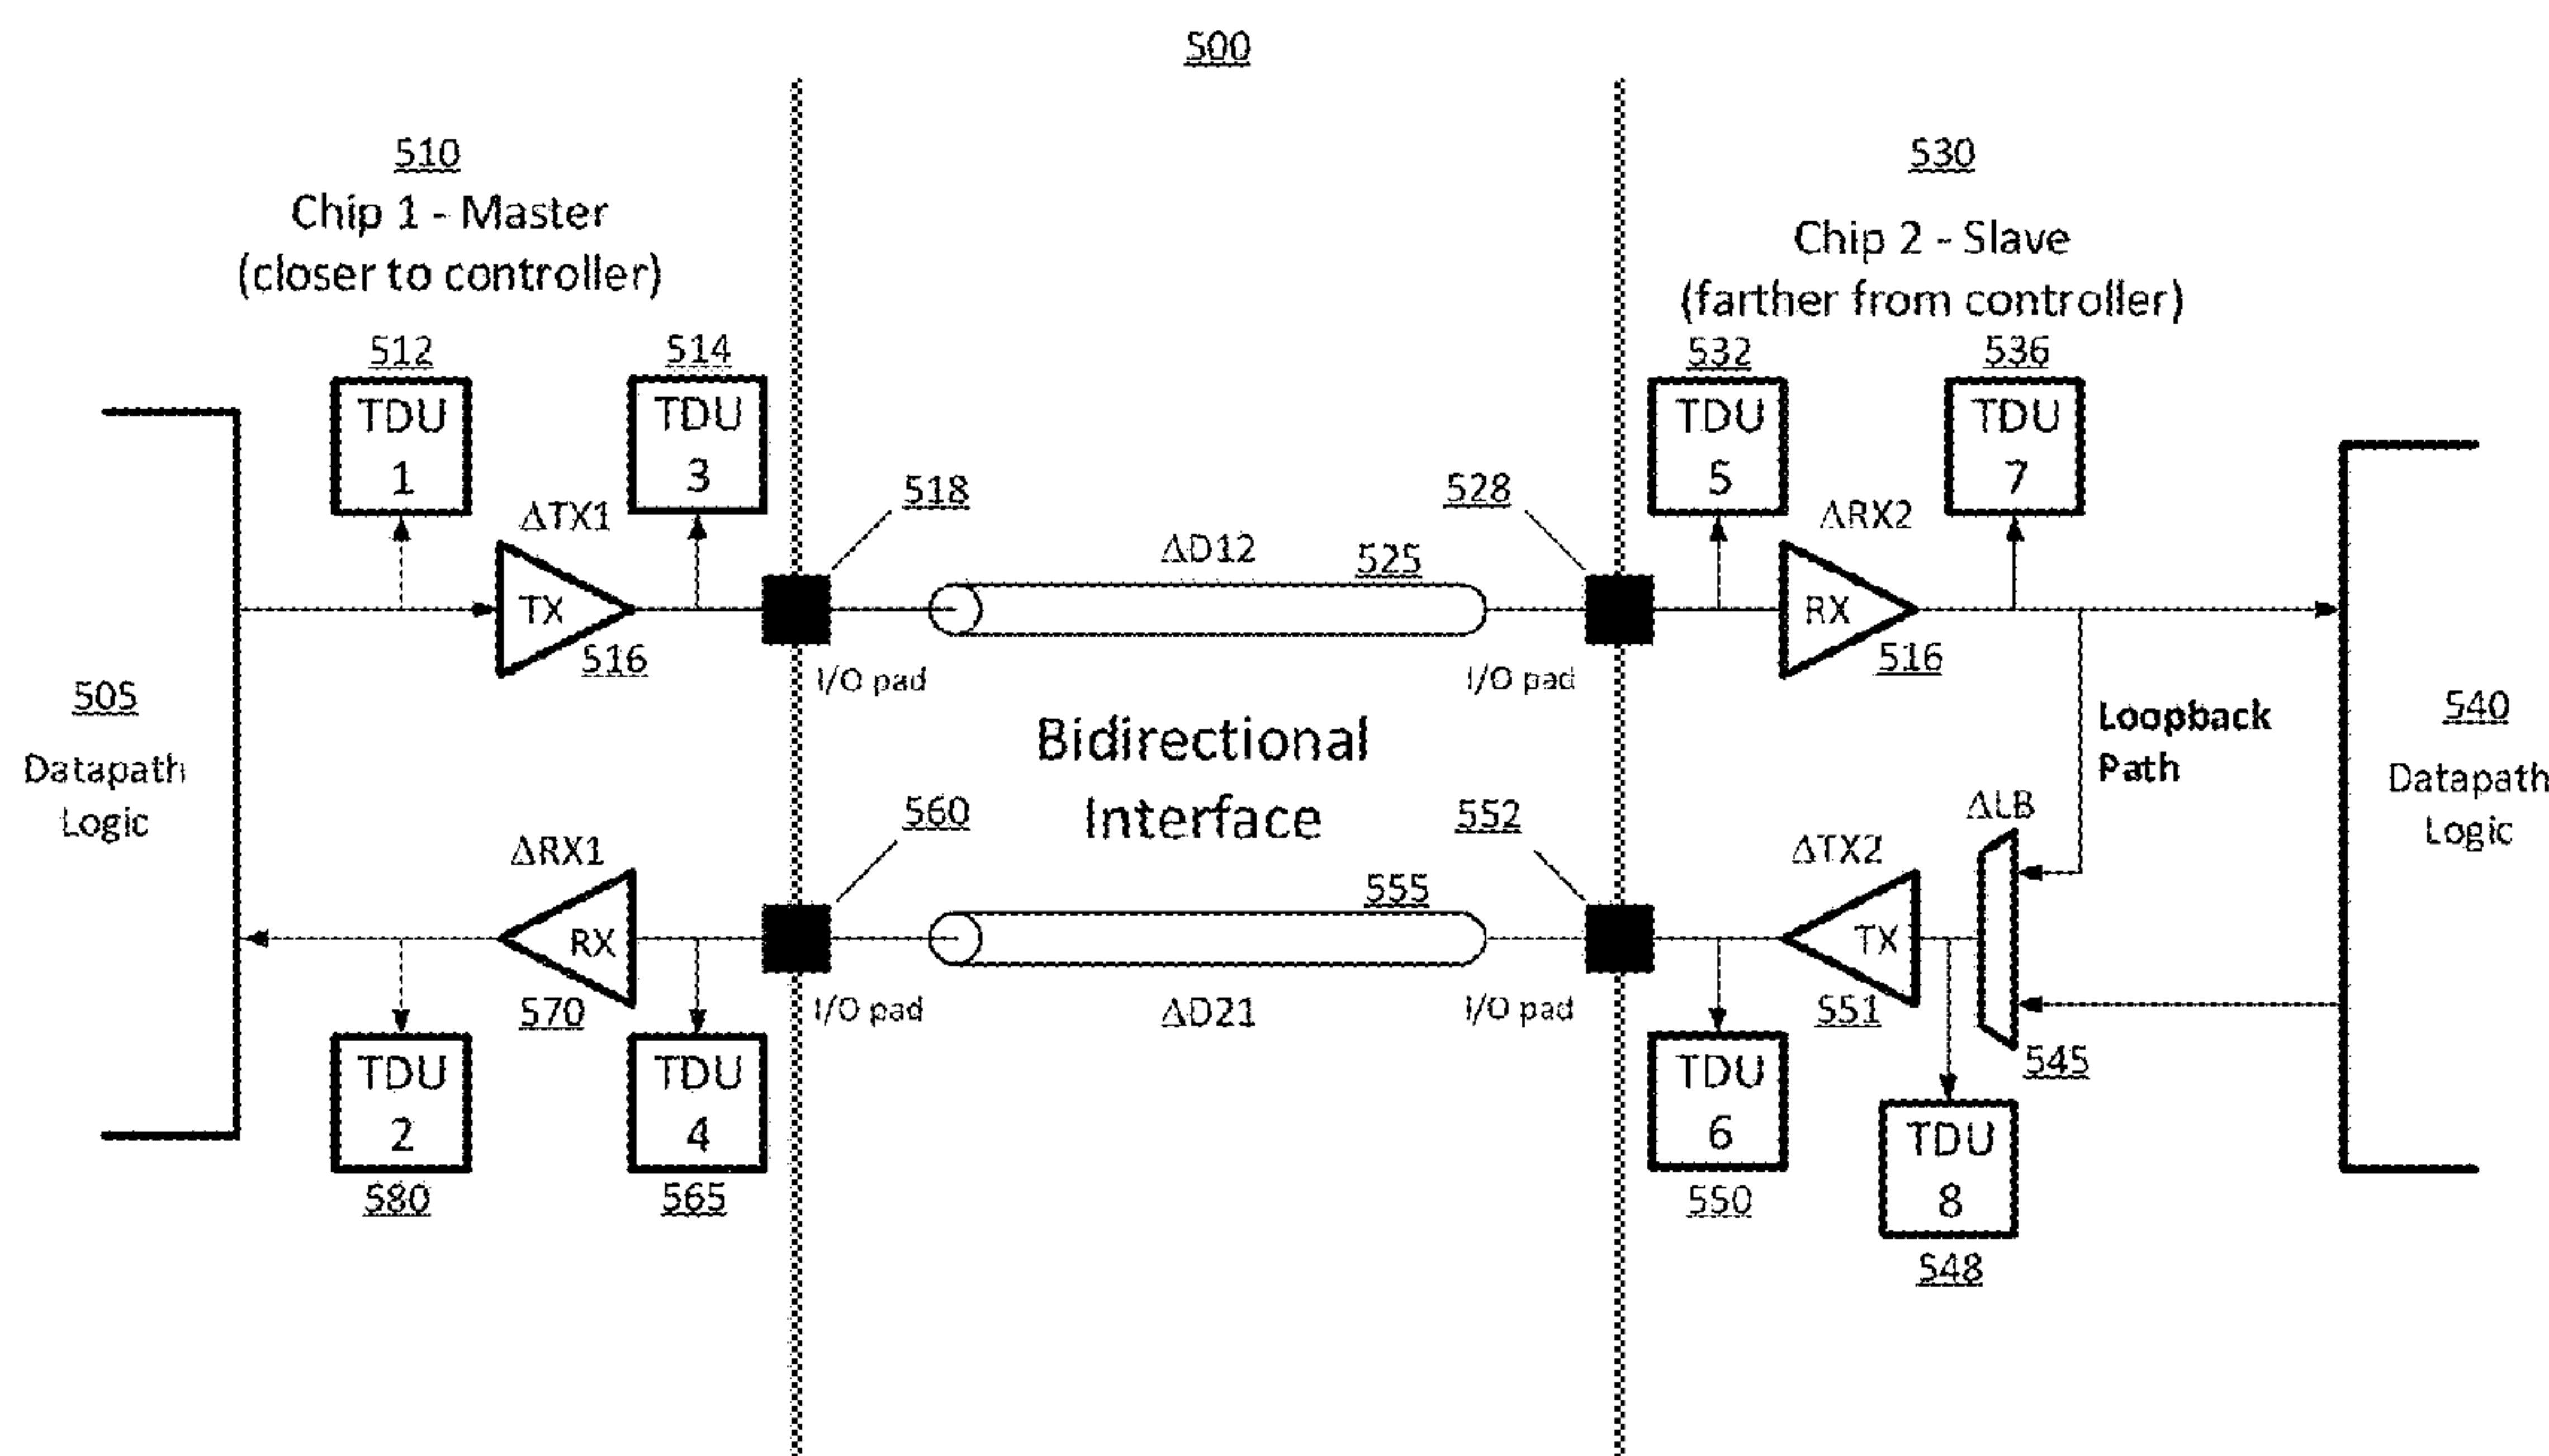 500
510
Chip 1 - Master
(closer to controller)
530
Chip 2 - Slave
(farther from controller)
512
TDU
1
514
TDU
3
532
TDU
5
536
TDU
7
ΔTX1
TX
516
518
I/O pad
ΔD12
525
528
I/O pad
ΔRX2
RX
516
505
Datapath
Logic
Bidirectional
Interface
Loopback
Path
540
Datapath
Logic
ΔRX1
RX
570
560
I/O pad
555
ΔD21
552
I/O pad
ΔTX2
TX
551
ΔLB
545
TDU
2
580
TDU
4
565
TDU
6
550
TDU
8
548